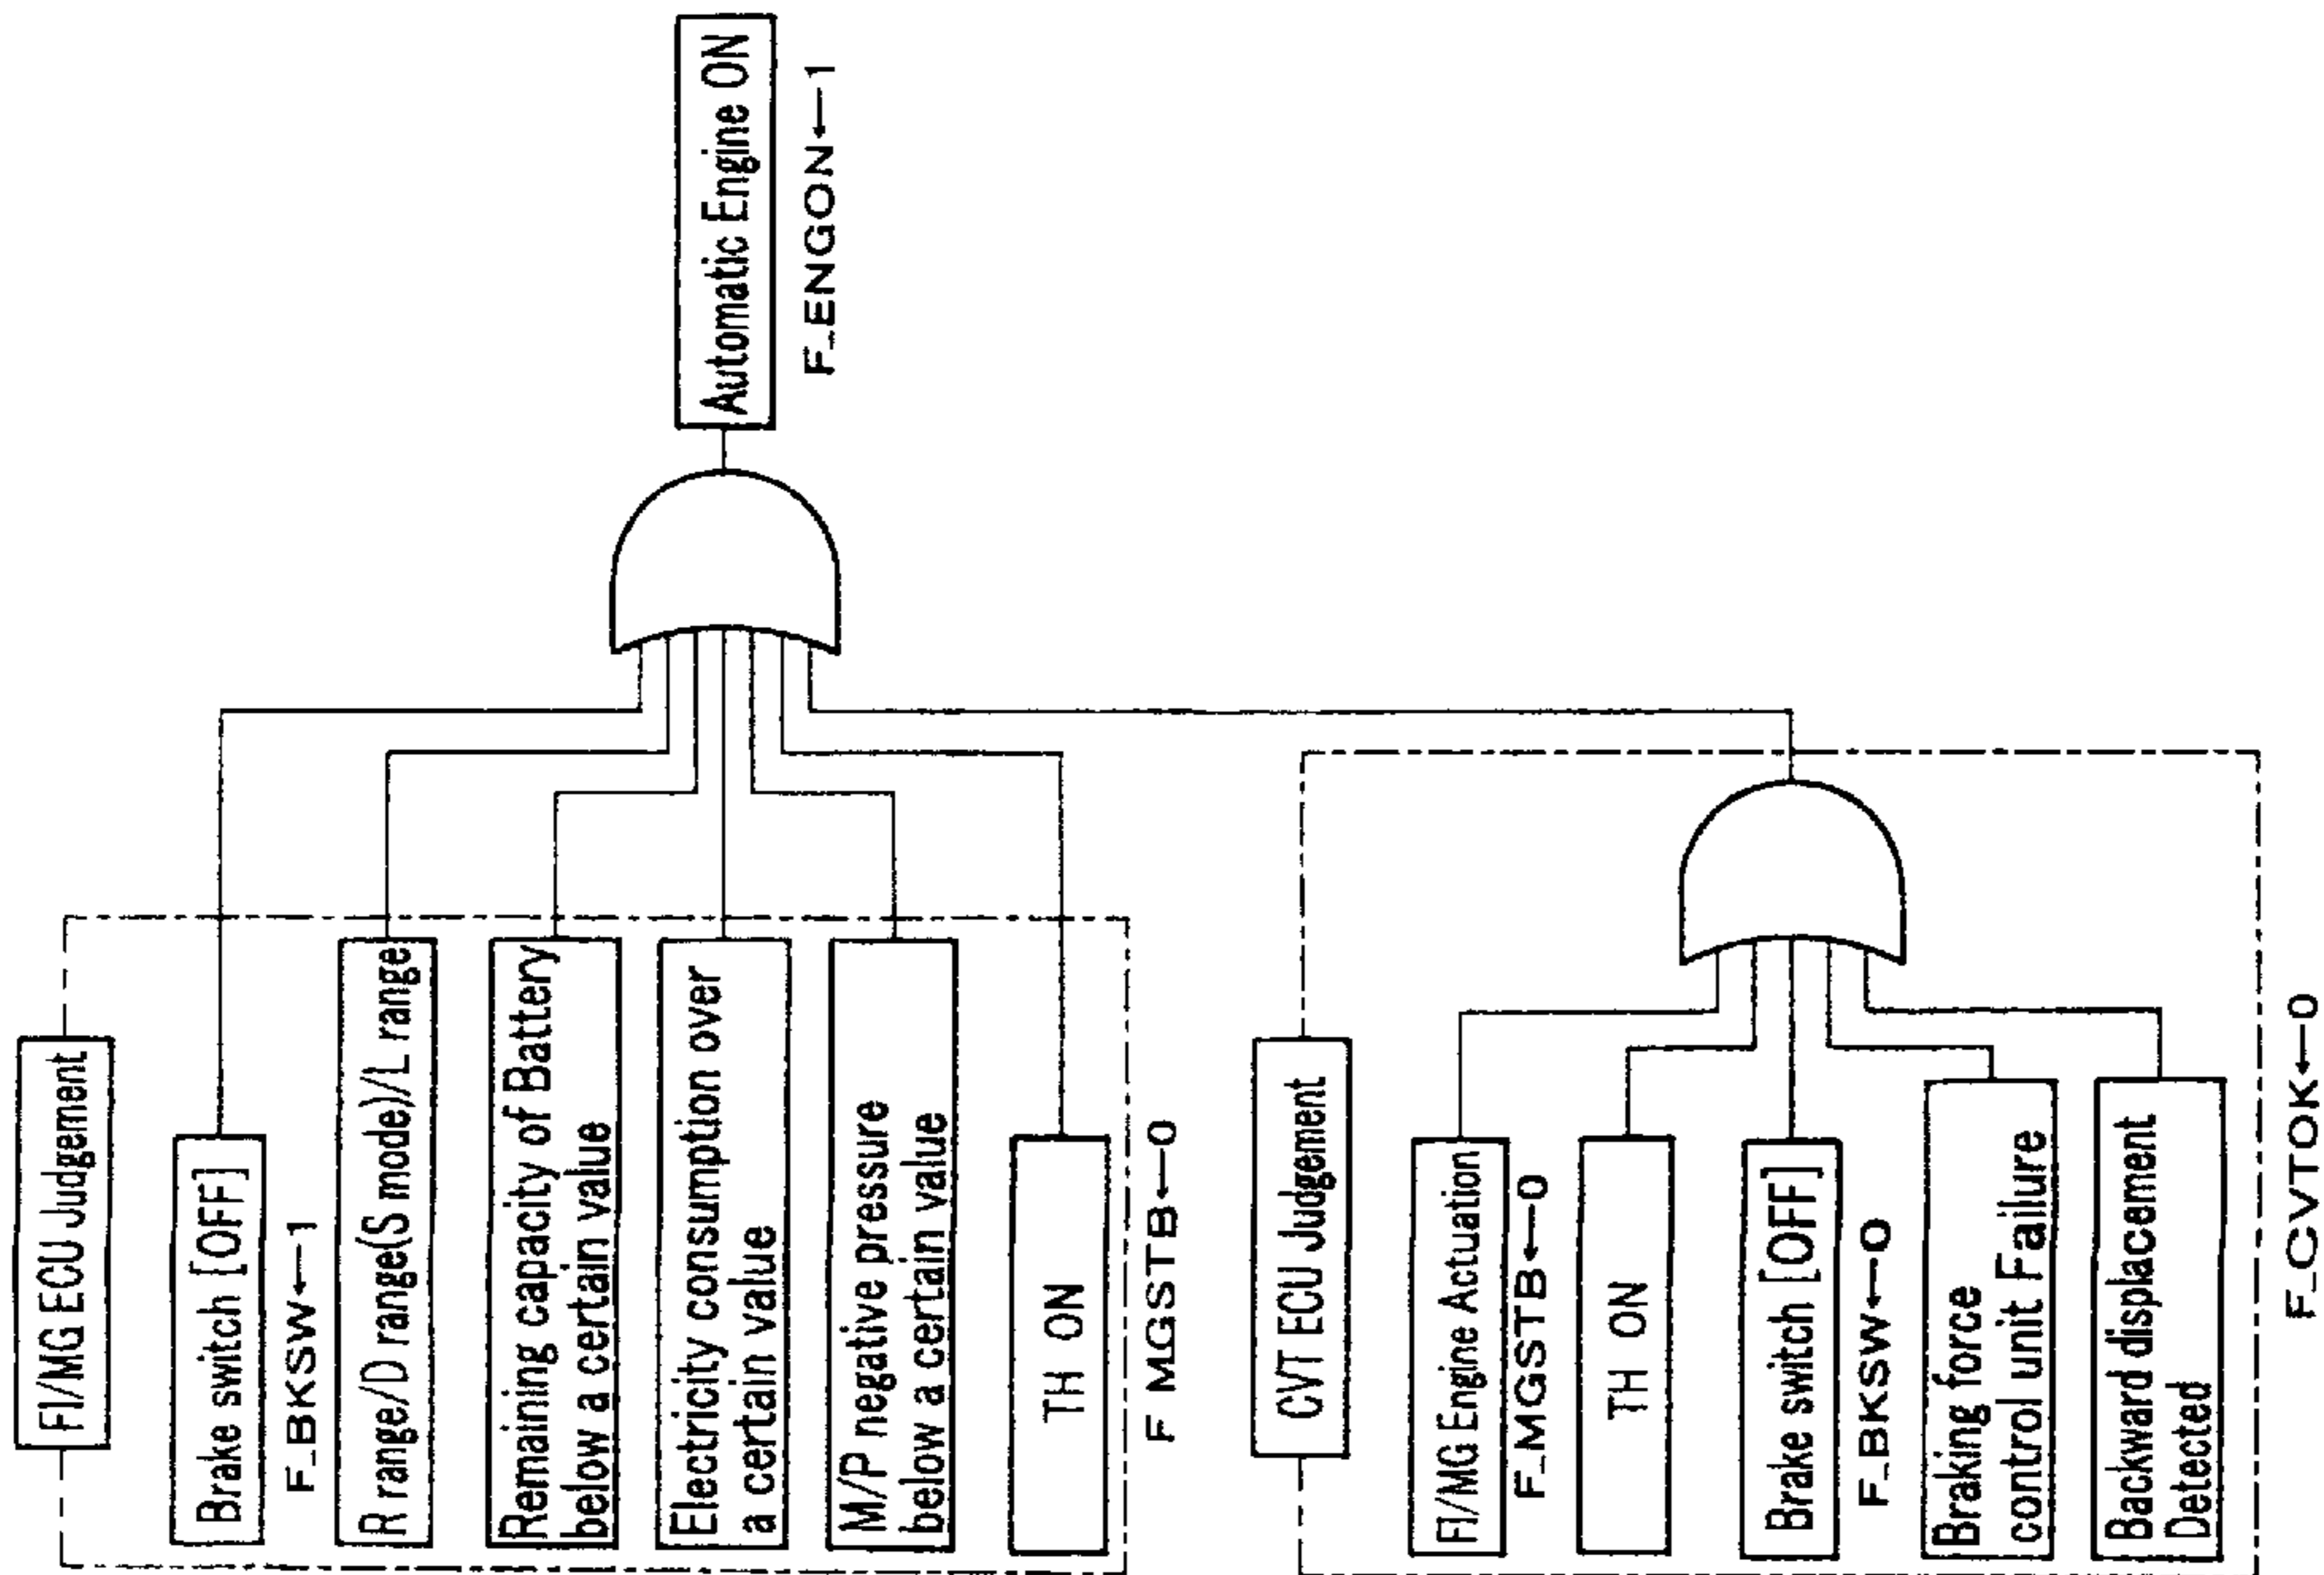 FI/MG ECU Judgement
Brake switch [OFF]
F_BKSW←1
R range/D range(S mode)/L range
Remaining capacity of Battery
below a certain value
Electricity consumption over
a certain value
M/P negative pressure
below a certain value
TH ON
F MGSTB←0
Automatic Engine ON
F_ENGON←1
CVT ECU Judgement
FI/MG Engine Actuation
F_MGSTB←0
TH ON
Brake switch [OFF]
F_BKSW←0
Braking force
control unit Failure
Backward displacement
Detected
F_CVTOK←0